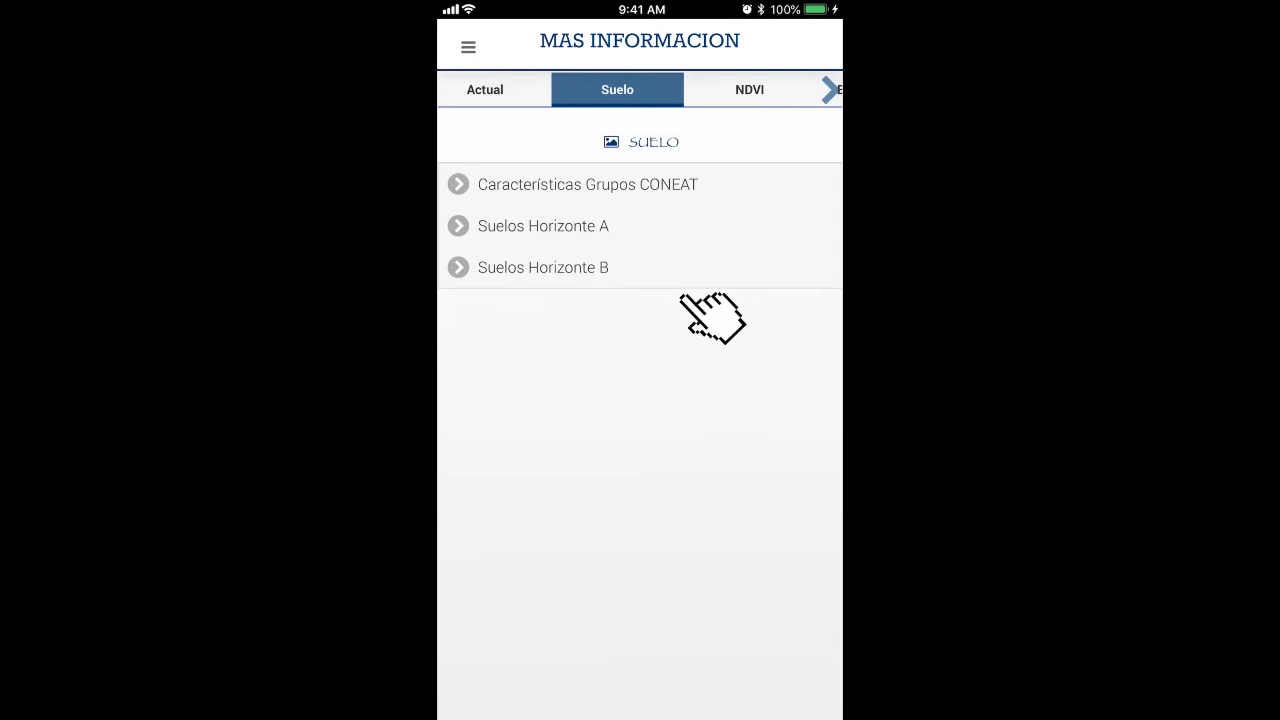 9:41 AM 100%
MAS INFORMACION
Actual Suelo NDVI
SUELO
Características Grupos CONEAT
Suelos Horizonte A
Suelos Horizonte B